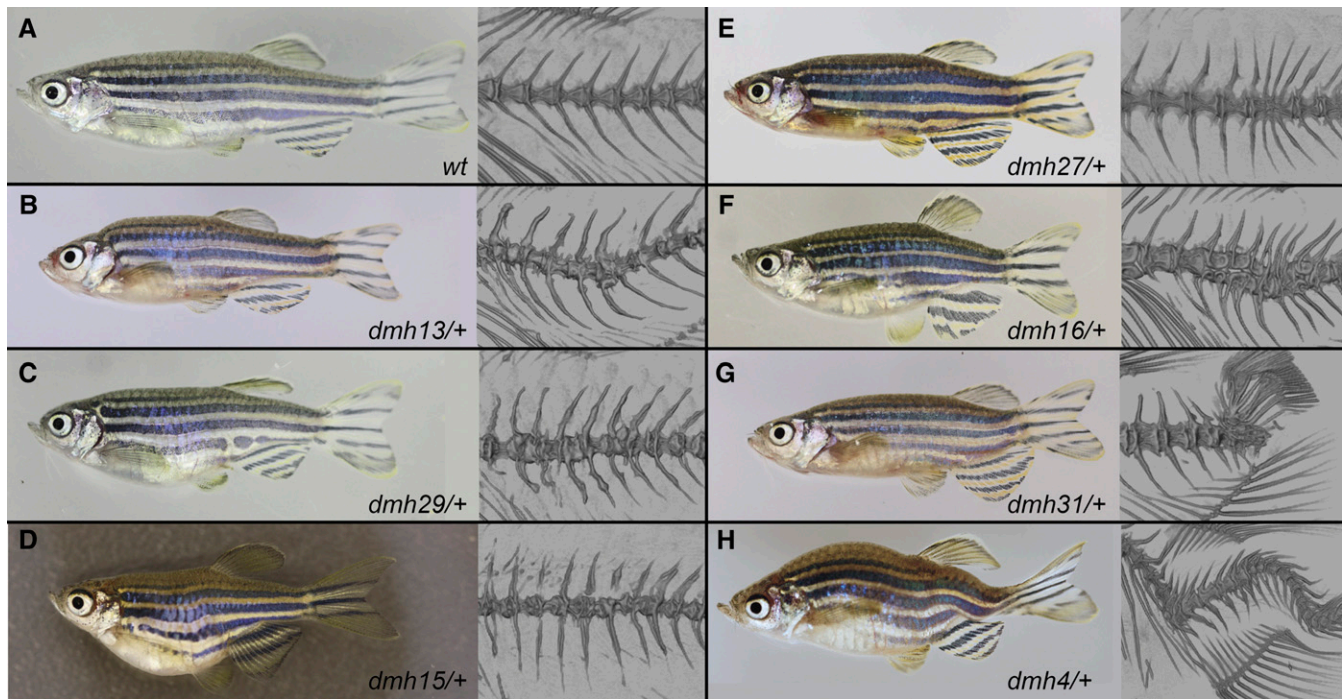 A
wt
B
dmh13/+
C
dmh29/+
D
dmh15/+
E
dmh27/+
F
dmh16/+
G
dmh31/+
H
dmh4/+